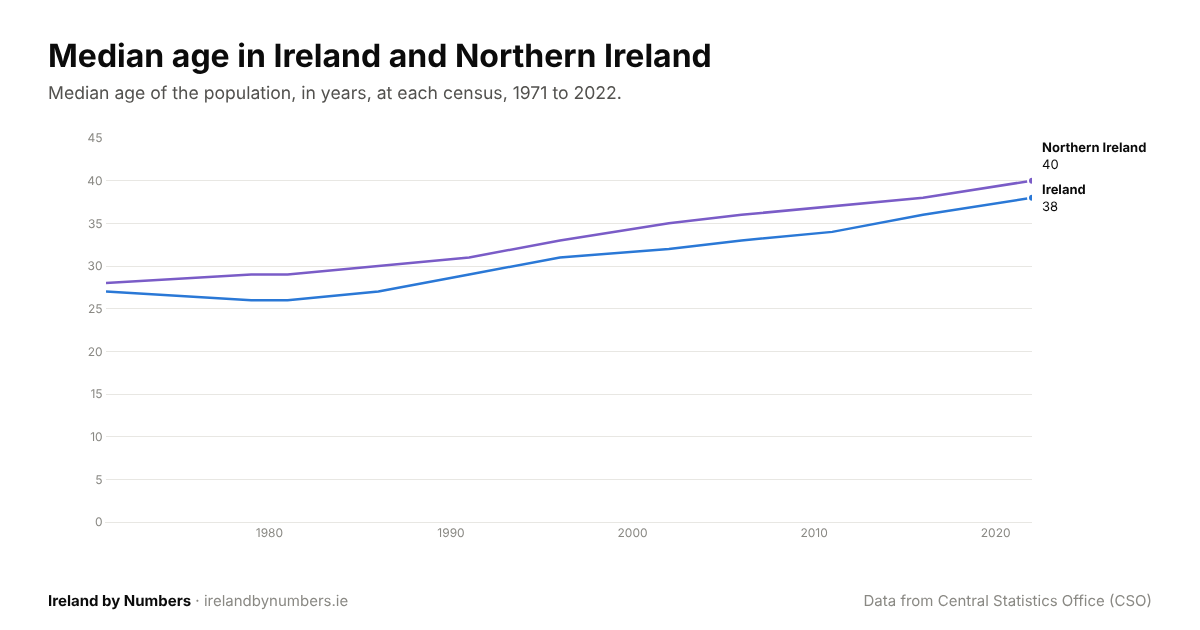 Median age in Ireland and Northern Ireland
Median age of the population, in years, at each census, 1971 to 2022.
45
40
35
30
25
20
15
10
5
0
Northern Ireland
40
Ireland
38
1980 1990 2000 2010 2020
Ireland by Numbers · irelandbynumbers.ie
Data from Central Statistics Office (CSO)